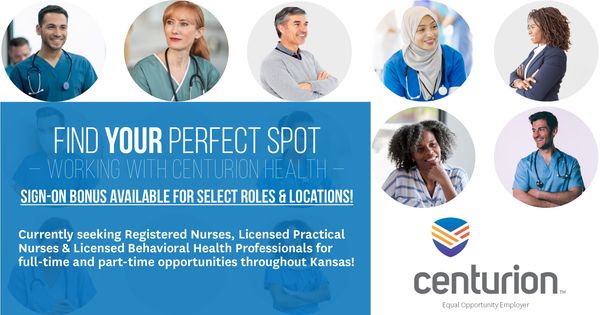 FIND YOUR PERFECT SPOT
– WORKING WITH CENTURION HEALTH –
SIGN-ON BONUS AVAILABLE FOR SELECT ROLES & LOCATIONS!
Currently seeking Registered Nurses, Licensed Practical
Nurses & Licensed Behavioral Health Professionals for
full-time and part-time opportunities throughout Kansas!
centurion™
Equal Opportunity Employer